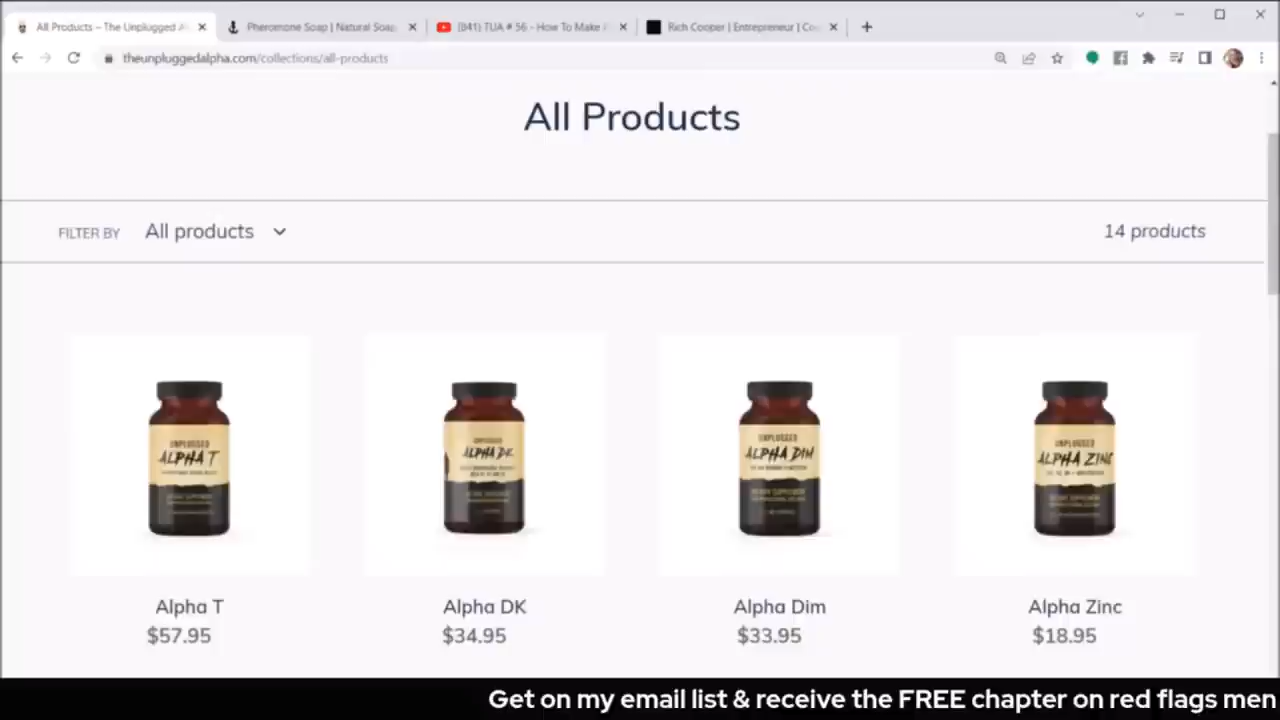 All Products – The Unplugged A
Pheromone Soap | Natural Soap
(841) TUA # 56 - How To Make
Rich Cooper | Entrepreneur | Co
theunpluggedalpha.com/collections/all-products
All Products
FILTER BY All products
14 products
UNPLUGGED
ALPHA T
UNPLUGGED
ALPHA DK
UNPLUGGED
ALPHA DIM
UNPLUGGED
ALPHA ZINC
Alpha T
$57.95
Alpha DK
$34.95
Alpha Dim
$33.95
Alpha Zinc
$18.95
Get on my email list & receive the FREE chapter on red flags men